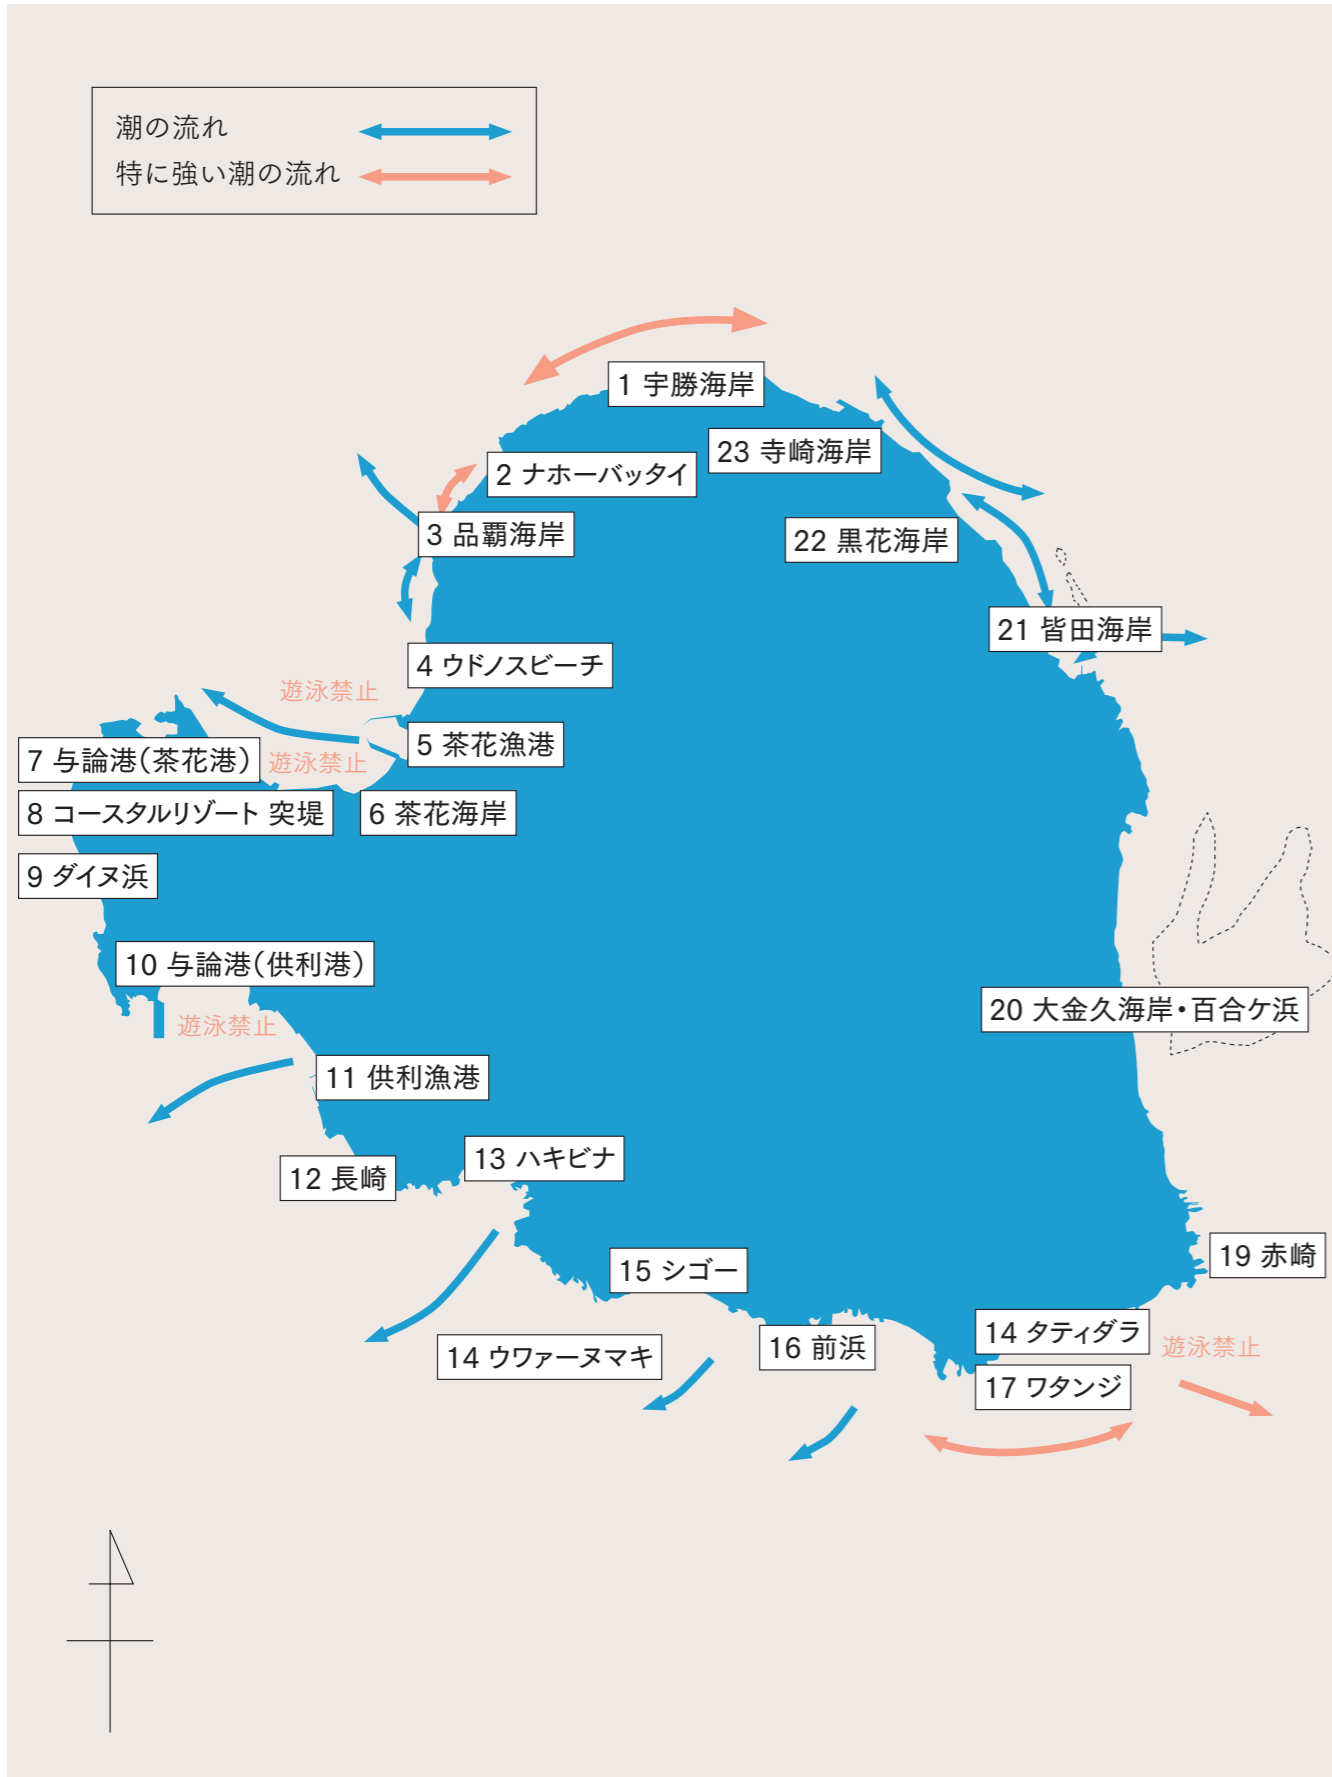 潮の流れ
特に強い潮の流れ
1 宇勝海岸
23 寺崎海岸
2 ナホーバッタイ
3 品覇海岸
22 黒花海岸
21 皆田海岸
4 ウドノスビーチ
遊泳禁止
5 茶花漁港
7 与論港(茶花港)
遊泳禁止
8 コースタルリゾート 突堤
6 茶花海岸
9 ダイヌ浜
10 与論港(供利港)
20 大金久海岸・百合ケ浜
遊泳禁止
11 供利漁港
13 ハキビナ
12 長崎
19 赤崎
15 シゴー
14 タティダラ
16 前浜
遊泳禁止
14 ウワァーヌマキ
17 ワタンジ